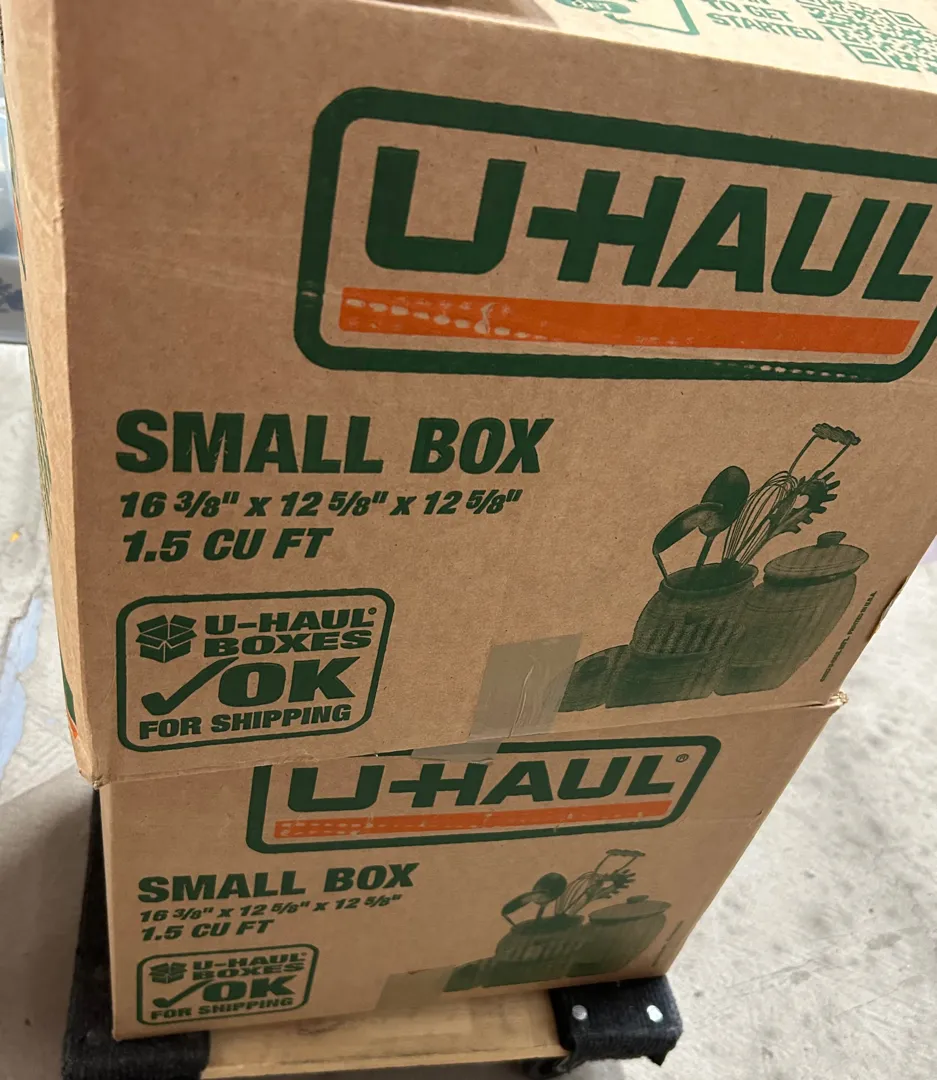 TO GET
STARTED
U-HAUL
SMALL BOX
16 3/8" x 12 5/8" x 12 5/8"
1.5 CU FT
U-HAUL®
BOXES
OK
FOR SHIPPING
U-HAUL®
SMALL BOX
16 3/8" x 12 5/8" x 12 5/8"
1.5 CU FT
U-HAUL®
BOXES
OK
FOR SHIPPING